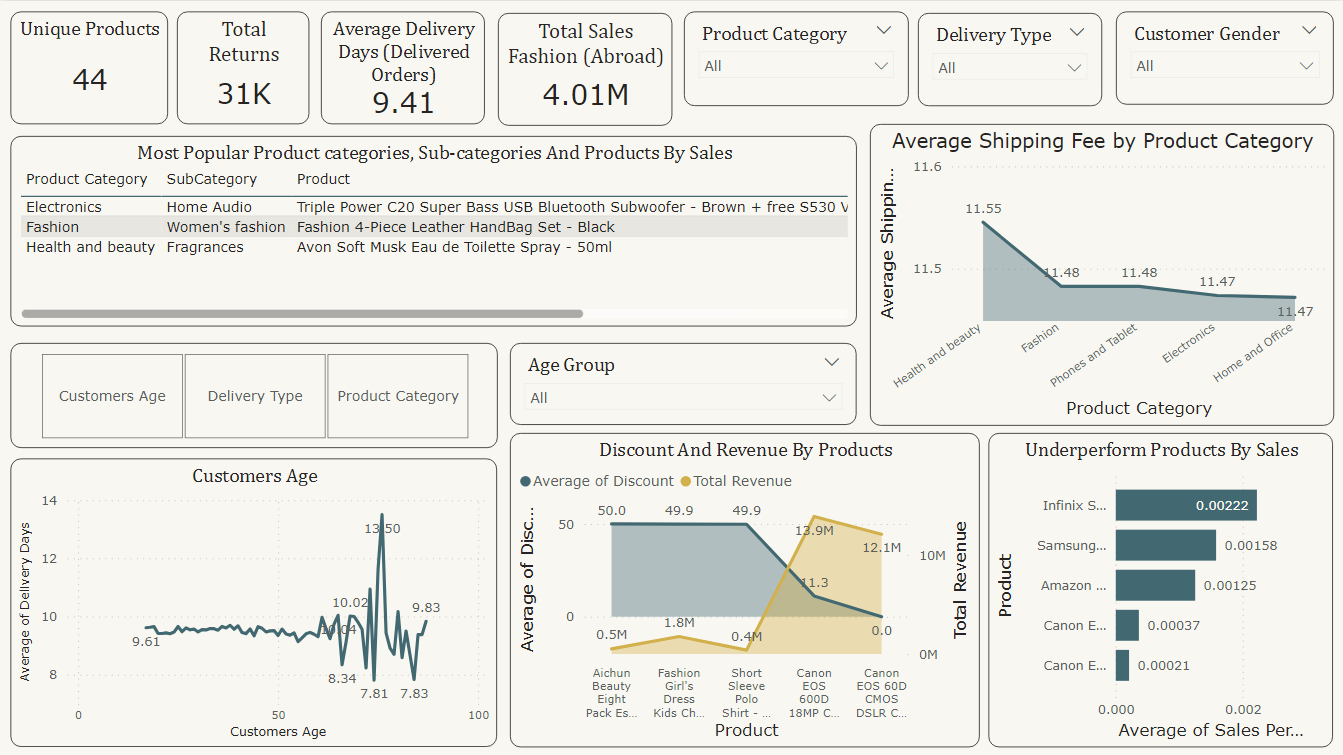 Unique Products
44
Total
Returns
31K
Average Delivery
Days (Delivered
Orders)
9.41
Total Sales
Fashion (Abroad)
4.01M
Product Category
All
Delivery Type
All
Customer Gender
All
Most Popular Product categories, Sub-categories And Products By Sales
Product Category SubCategory Product
Electronics Home Audio Triple Power C20 Super Bass USB Bluetooth Subwoofer - Brown + free S530 V
Fashion Women's fashion Fashion 4-Piece Leather HandBag Set - Black
Health and beauty Fragrances Avon Soft Musk Eau de Toilette Spray - 50ml
Average Shipping Fee by Product Category
Average Shippin...
11.6
11.5
11.55
11.48
11.48
11.47
11.47
Health and beauty
Fashion
Phones and Tablet
Electronics
Home and Office
Product Category
Customers Age
Delivery Type
Product Category
Age Group
All
Customers Age
Average of Delivery Days
14
12
10
8
9.61
10.04
8.34
10.02
7.81
13.50
7.83
9.83
0
50
100
Customers Age
Discount And Revenue By Products
Average of Discount Total Revenue
Average of Disc...
50
0
50.0
49.9
49.9
11.3
0.0
0.5M
1.8M
0.4M
13.9M
12.1M
10M
0M
Total Revenue
Aichun
Beauty
Eight
Pack Es...
Fashion
Girl's
Dress
Kids Ch...
Short
Sleeve
Polo
Shirt - ...
Canon
EOS
600D
18MP C...
Canon
EOS 60D
CMOS
DSLR C...
Product
Underperform Products By Sales
Product
Infinix S... 0.00222
Samsung... 0.00158
Amazon ... 0.00125
Canon E... 0.00037
Canon E... 0.00021
0.000
0.002
Average of Sales Per...